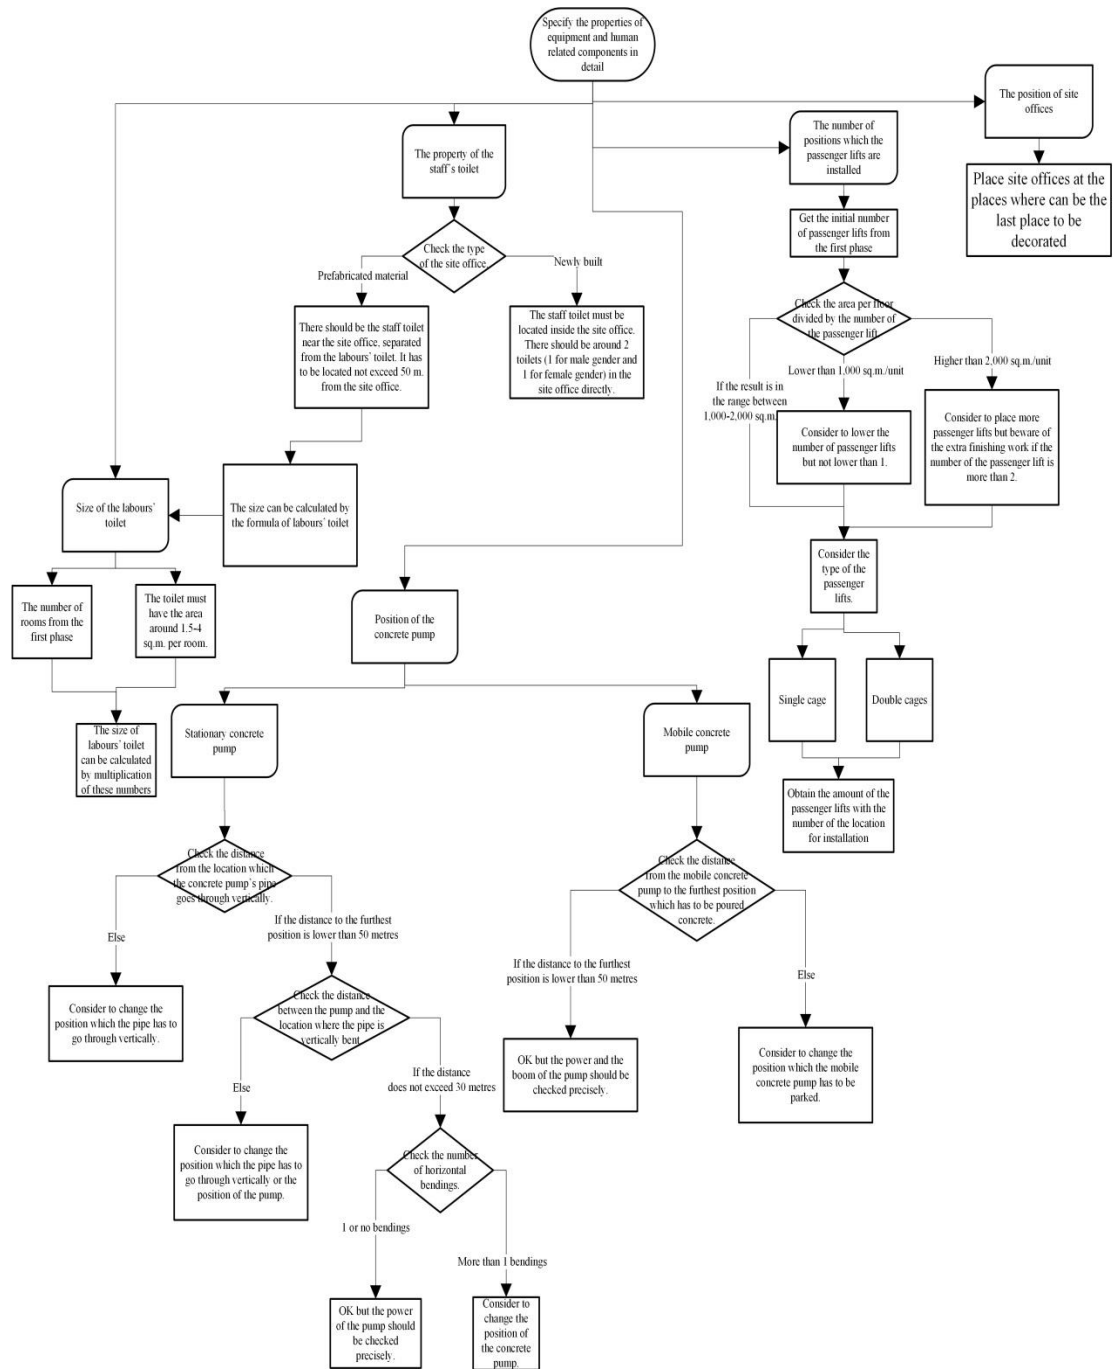 Specify the properties of
equipment and human
related components in
detail
The position of site
offices
The number of
positions which the
passenger lifts are
installed
The property of the
staff's toilet
Place site offices at the
places where can be the
last place to be
decorated
Get the initial number
of passenger lifts from
the first phase
Check the type
of the site office.
Prefabricated material
Newly built
There should be the staff toilet
near the site office, separated
from the labours' toilet. It has
to be located not exceed 50 m.
from the site office.
The staff toilet must be
located inside the site office.
There should be around 2
toilets (1 for male gender and
1 for female gender) in the
site office directly.
Check the area per floor
divided by the number of
the passenger lift.
If the result is in
the range between
1,000-2,000 sq.m.
Lower than 1,000 sq.m./unit
Higher than 2,000 sq.m./unit
Consider to lower the
number of passenger lifts
but not lower than 1.
Consider to place more
passenger lifts but beware of
the extra finishing work if the
number of the passenger lift is
more than 2.
Size of the labours'
toilet
The size can be calculated by
the formula of labours' toilet
Consider the
type of the
passenger
lifts.
The number of
rooms from the
first phase
The toilet must
have the area
around 1.5-4
sq.m. per room.
Position of the
concrete pump
Single cage
Double cages
The size of
labours' toilet
can be calculated
by multiplication
of these numbers
Stationary concrete
pump
Mobile concrete
pump
Obtain the amount of the
passenger lifts with the
number of the location
for installation
Check the distance
from the location which
the concrete pump's pipe
goes through vertically.
Check the distance
from the mobile concrete
pump to the furthest position
which has to be poured
concrete.
Else
If the distance to the furthest
position is lower than 50 metres
If the distance to the furthest
position is lower than 50 metres
Else
Consider to change the
position which the pipe has to
go through vertically.
Check the distance
between the pump and the
location where the pipe is
vertically bent
OK but the power and the
boom of the pump should be
checked precisely.
Consider to change the
position which the mobile
concrete pump has to be
parked.
Else
If the distance
does not exceed 30 metres
Consider to change the
position which the pipe has to
go through vertically or the
position of the pump.
Check the number
of horizontal
bendings.
1 or no bendings
More than 1 bendings
OK but the power
of the pump should
be checked
precisely.
Consider to
change the
position of
the concrete
pump.